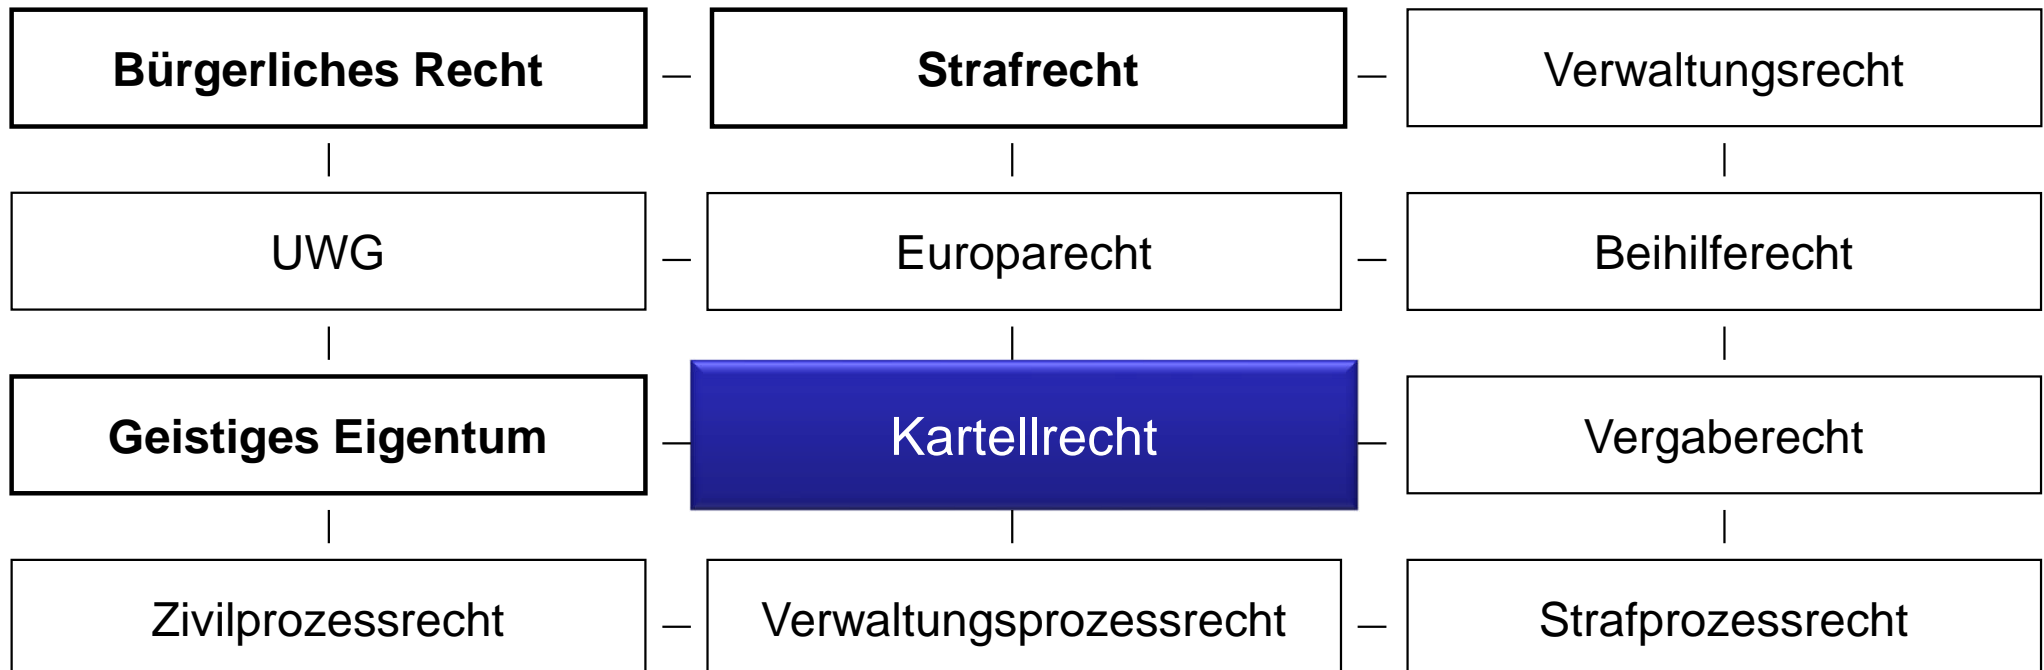 Bürgerliches Recht
Strafrecht
Verwaltungsrecht
UWG
Europarecht
Beihilferecht
Geistiges Eigentum
Kartellrecht
Vergaberecht
Zivilprozessrecht
Verwaltungsprozessrecht
Strafprozessrecht